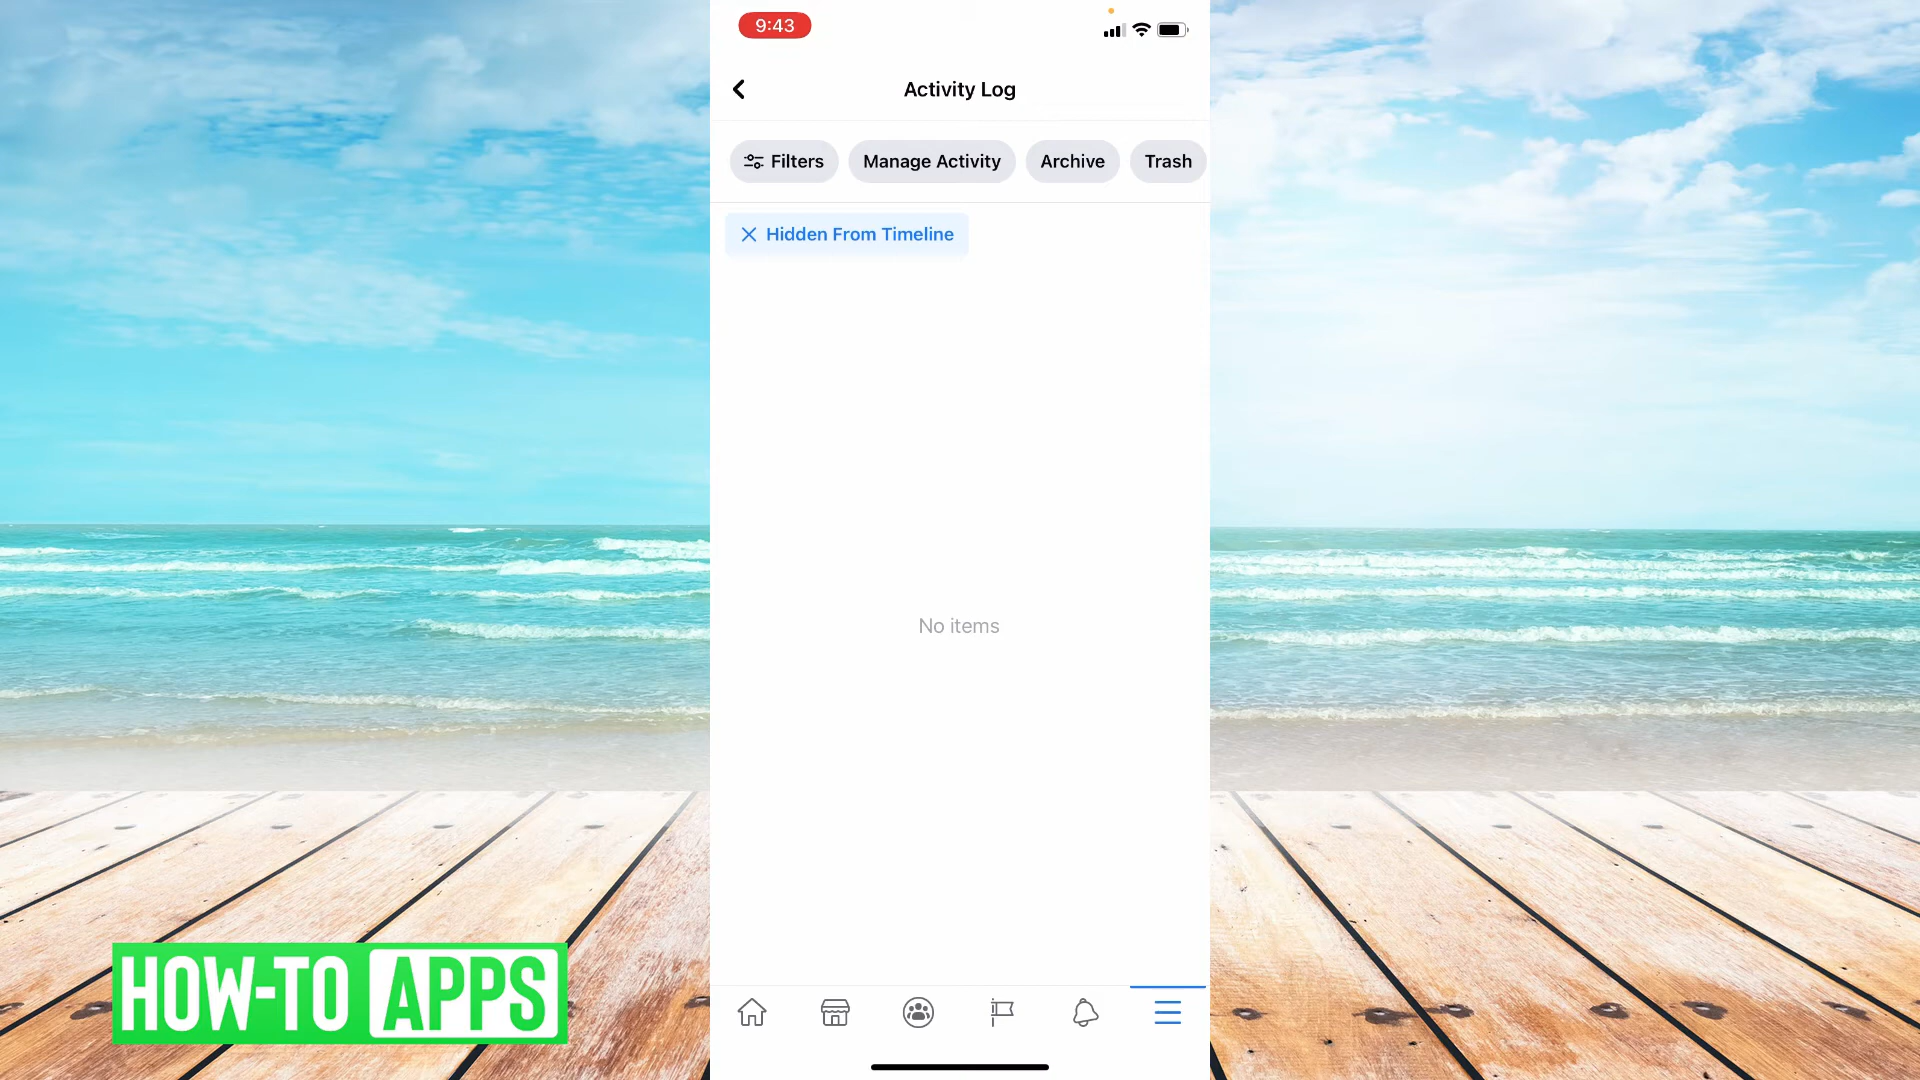 9:43
Activity Log
Filters Manage Activity Archive Trash
Hidden From Timeline
No items
HOW-TO APPS